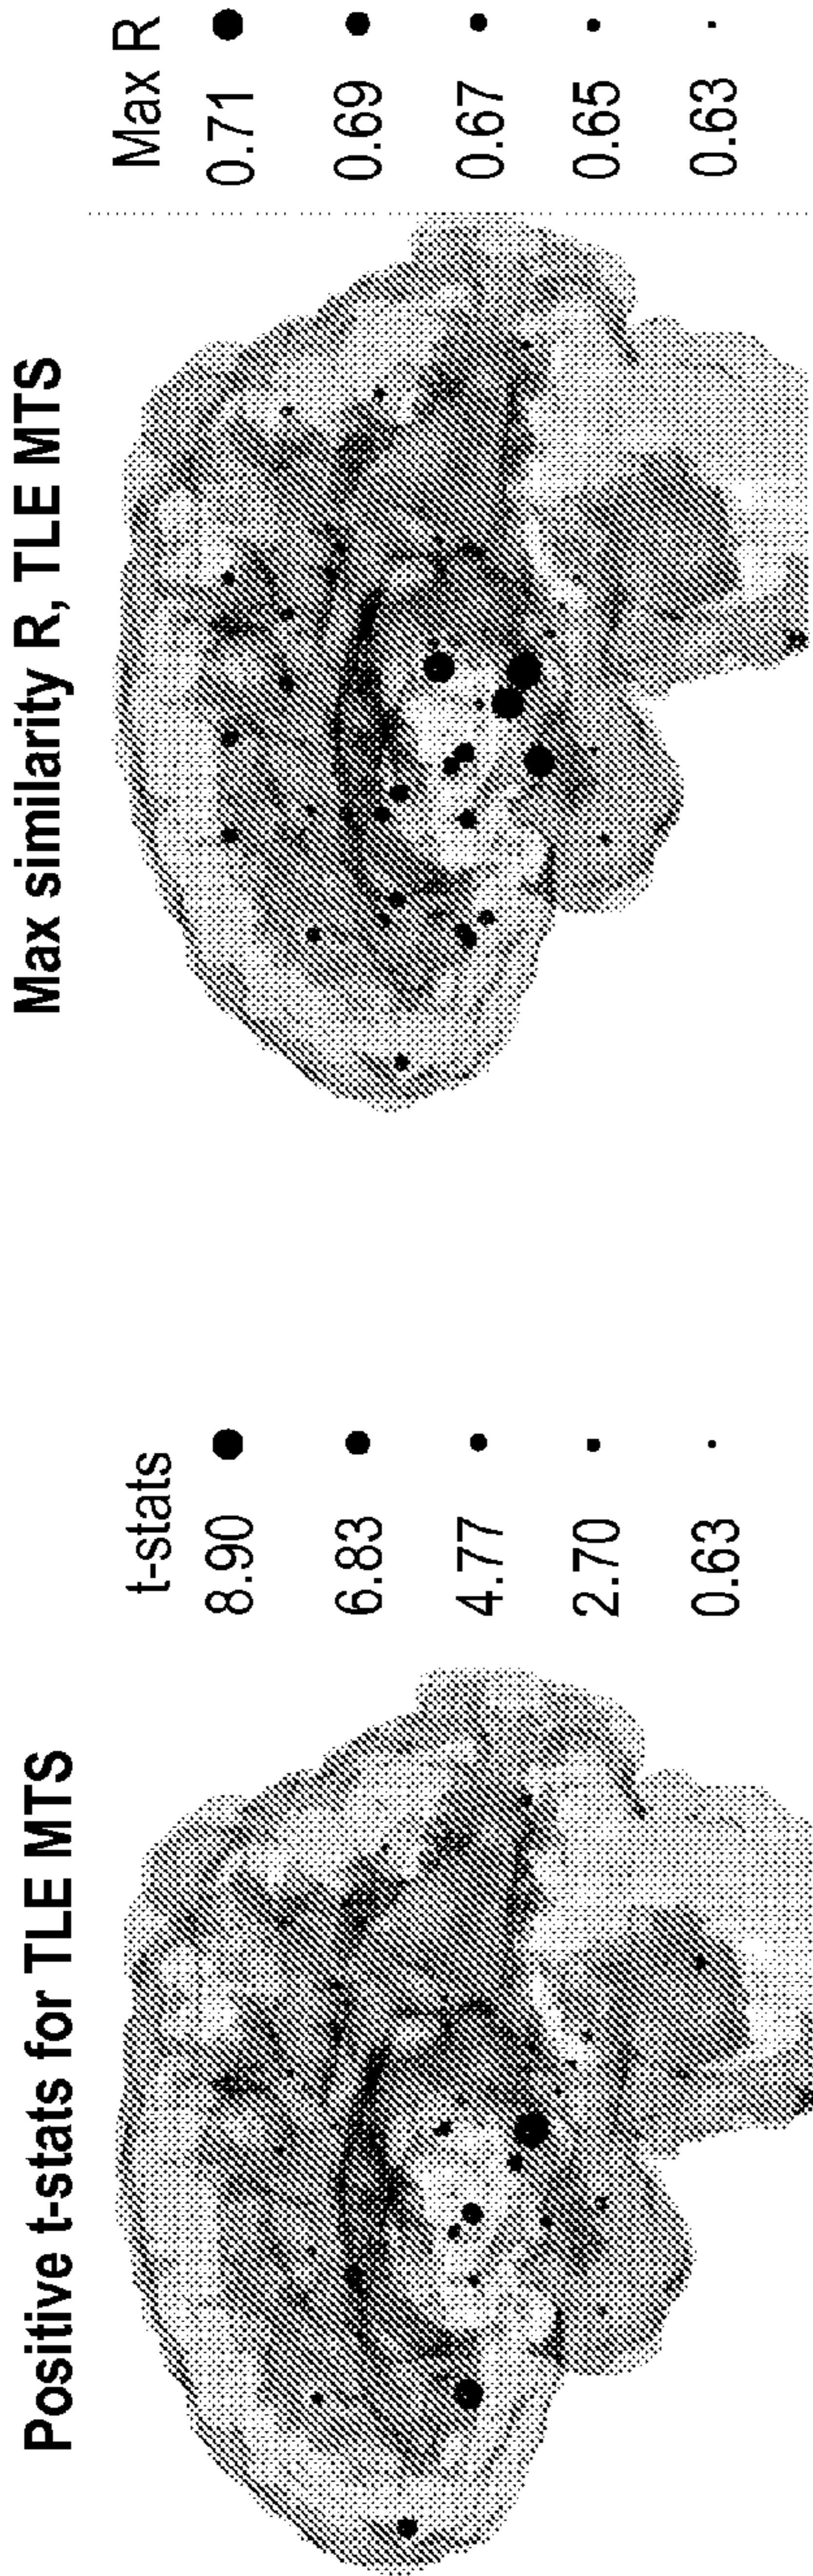 Positive t-stats for TLE MTS
t-stats
8.90
6.83
4.77
2.70
0.63
Max similarity R, TLE MTS
Max R
0.71
0.69
0.67
0.65
0.63